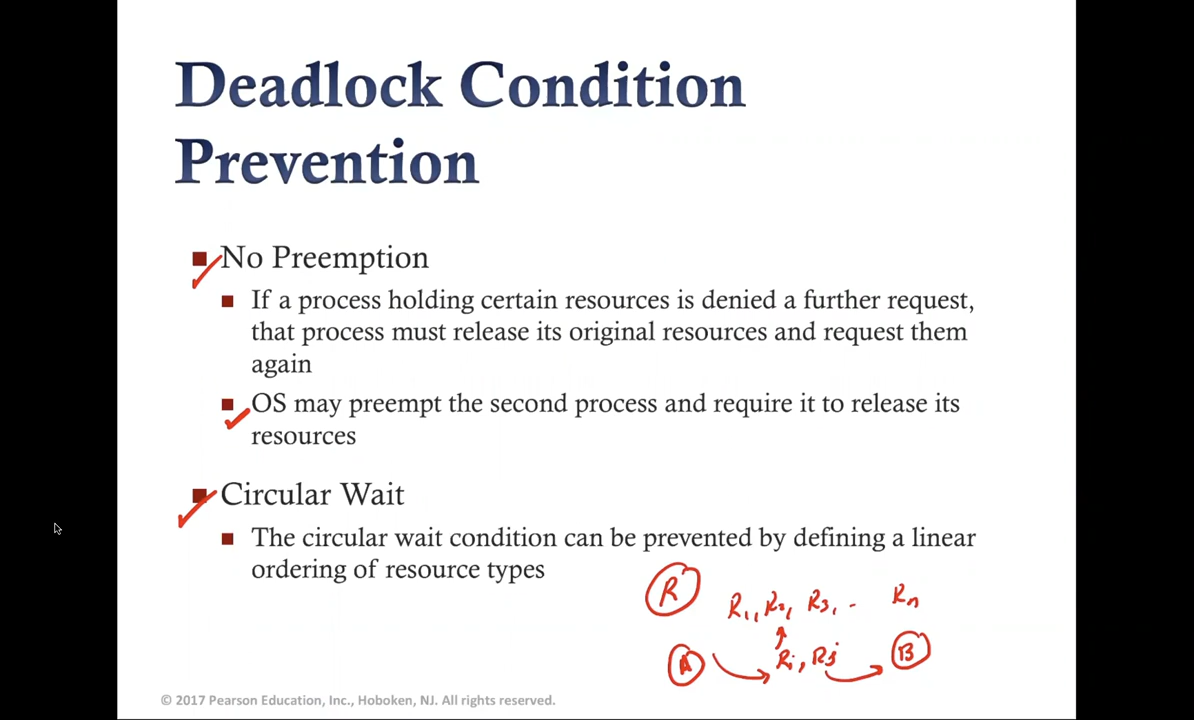 Deadlock Condition
Prevention
No Preemption
If a process holding certain resources is denied a further request,
that process must release its original resources and request them
again
OS may preempt the second process and require it to release its
resources
Circular Wait
The circular wait condition can be prevented by defining a linear
ordering of resource types
R R1, R2, R3, .. Rn
A Ri, Rj B
© 2017 Pearson Education, Inc., Hoboken, NJ. All rights reserved.